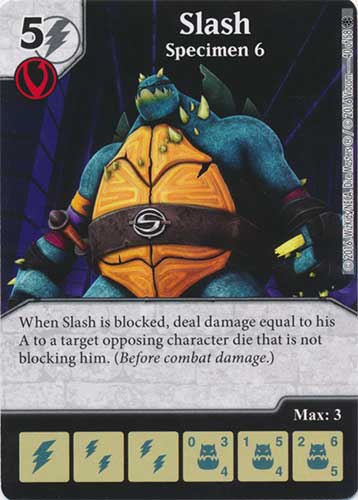 5
Slash
Specimen 6
S
When Slash is blocked, deal damage equal to his
A to a target opposing character die that is not
blocking him. (Before combat damage.)
Max: 3
0 3
4
1 5
4
2 6
5